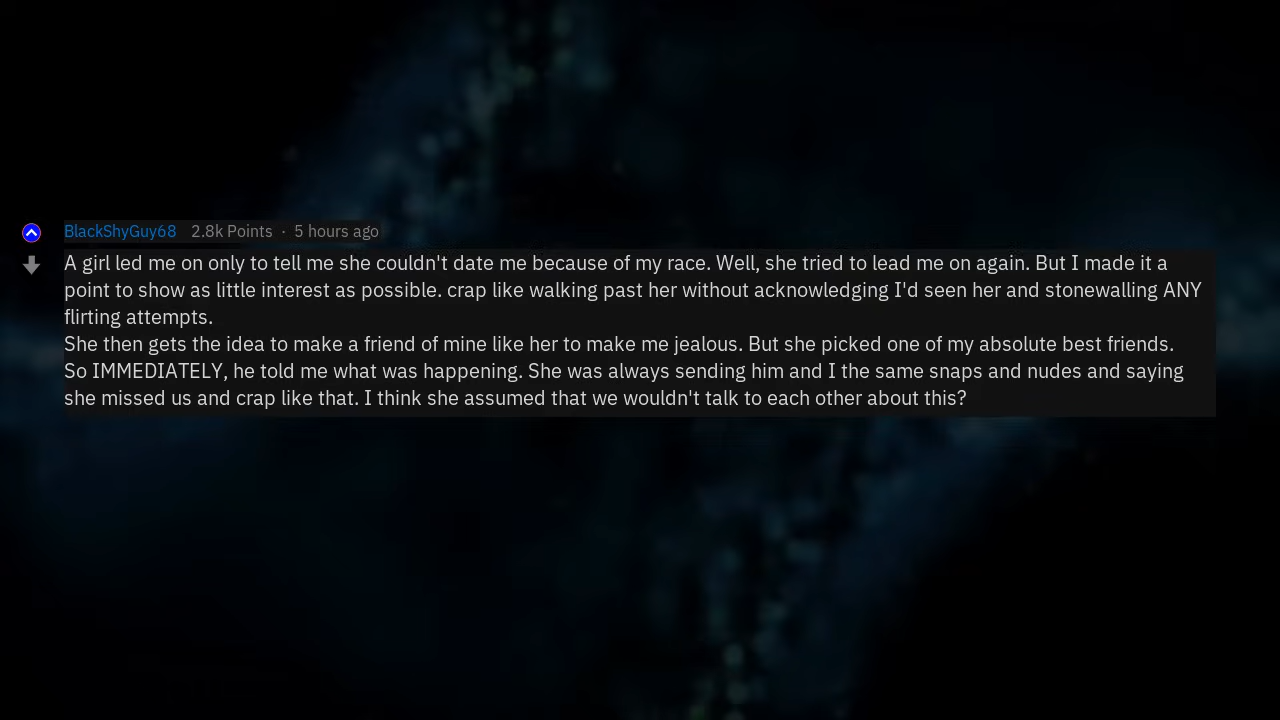 BlackShyGuy68 2.8k Points · 5 hours ago
A girl led me on only to tell me she couldn't date me because of my race. Well, she tried to lead me on again. But I made it a
point to show as little interest as possible. crap like walking past her without acknowledging I'd seen her and stonewalling ANY
flirting attempts.
She then gets the idea to make a friend of mine like her to make me jealous. But she picked one of my absolute best friends.
So IMMEDIATELY, he told me what was happening. She was always sending him and I the same snaps and nudes and saying
she missed us and crap like that. I think she assumed that we wouldn't talk to each other about this?